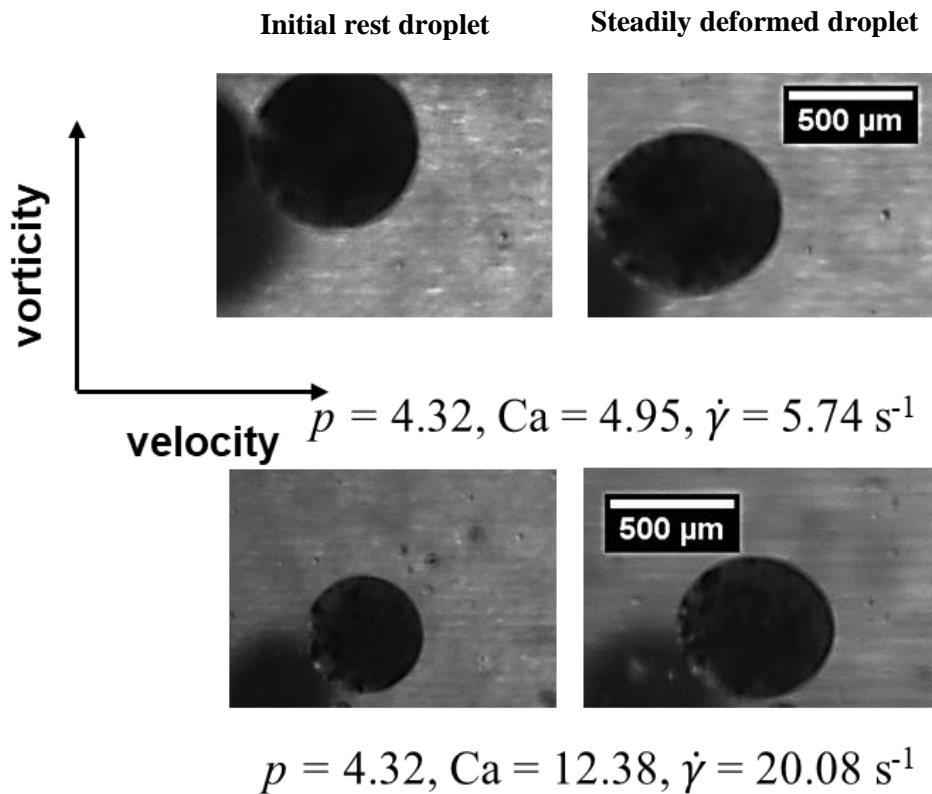 Initial rest droplet
Steadily deformed droplet
500 µm
vorticity
velocity
p = 4.32, Ca = 4.95, γ̇ = 5.74 s⁻¹
500 µm
p = 4.32, Ca = 12.38, γ̇ = 20.08 s⁻¹